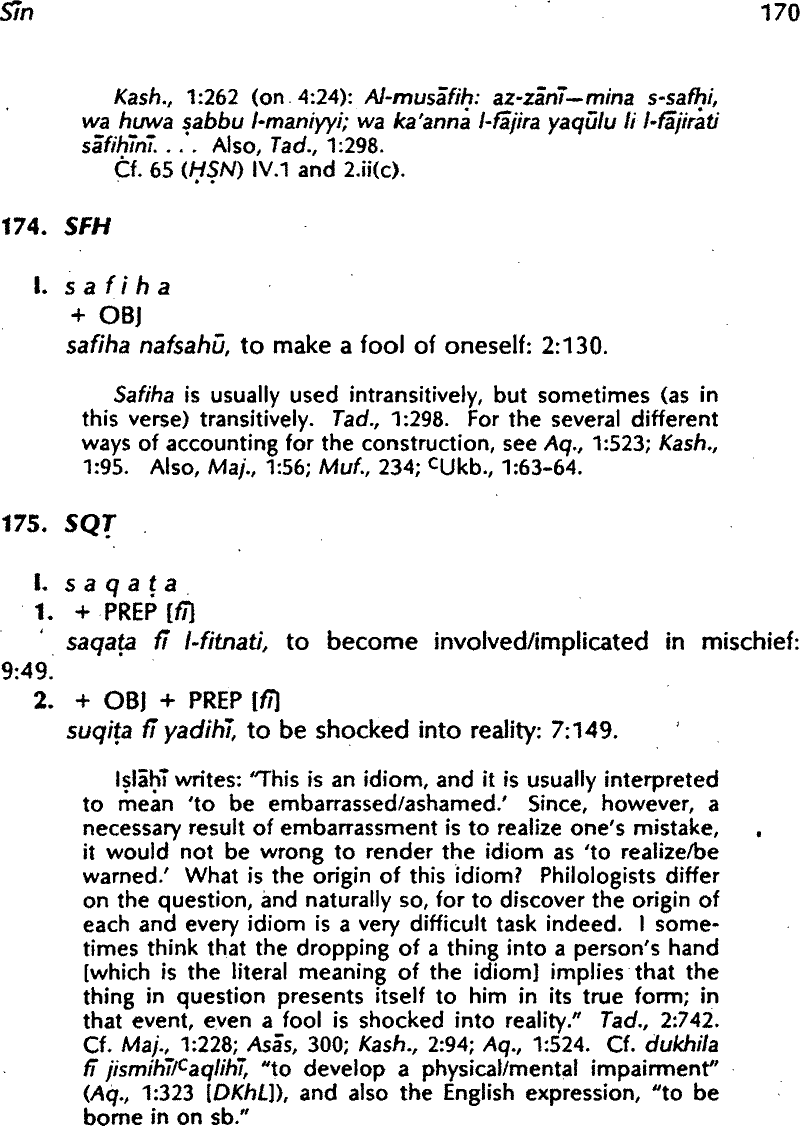 Sīn 170
Kash., 1:262 (on 4:24): Al-musāfiḥ: az-zānī—mina s-safḥi,
wa huwa ṣabbu l-maniyyi; wa ka'anna l-fājira yaqūlu li l-fājirati
sāfiḥīnī. . . . Also, Tad., 1:298.
Cf. 65 (ḤṢN) IV.1 and 2.ii(c).
174. SFH
I. s a f i h a
+ OBJ
safiha nafsahū, to make a fool of oneself: 2:130.
Safiha is usually used intransitively, but sometimes (as in
this verse) transitively. Tad., 1:298. For the several different
ways of accounting for the construction, see Aq., 1:523; Kash.,
1:95. Also, Maj., 1:56; Muf., 234; ᶜUkb., 1:63-64.
175. SQṬ
I. s a q a ṭ a
1. + PREP [fī]
saqaṭa fī l-fitnati, to become involved/implicated in mischief:
9:49.
2. + OBJ + PREP [fī]
suqiṭa fī yadihī, to be shocked into reality: 7:149.
Iṣlāḥī writes: "This is an idiom, and it is usually interpreted
to mean 'to be embarrassed/ashamed.' Since, however, a
necessary result of embarrassment is to realize one's mistake,
it would not be wrong to render the idiom as 'to realize/be
warned.' What is the origin of this idiom? Philologists differ
on the question, and naturally so, for to discover the origin of
each and every idiom is a very difficult task indeed. I some-
times think that the dropping of a thing into a person's hand
[which is the literal meaning of the idiom] implies that the
thing in question presents itself to him in its true form; in
that event, even a fool is shocked into reality." Tad., 2:742.
Cf. Maj., 1:228; Asās, 300; Kash., 2:94; Aq., 1:524. Cf. dukhila
fī jismihī/ᶜaqlihī, "to develop a physical/mental impairment"
(Aq., 1:323 [DKhL]), and also the English expression, "to be
borne in on sb."